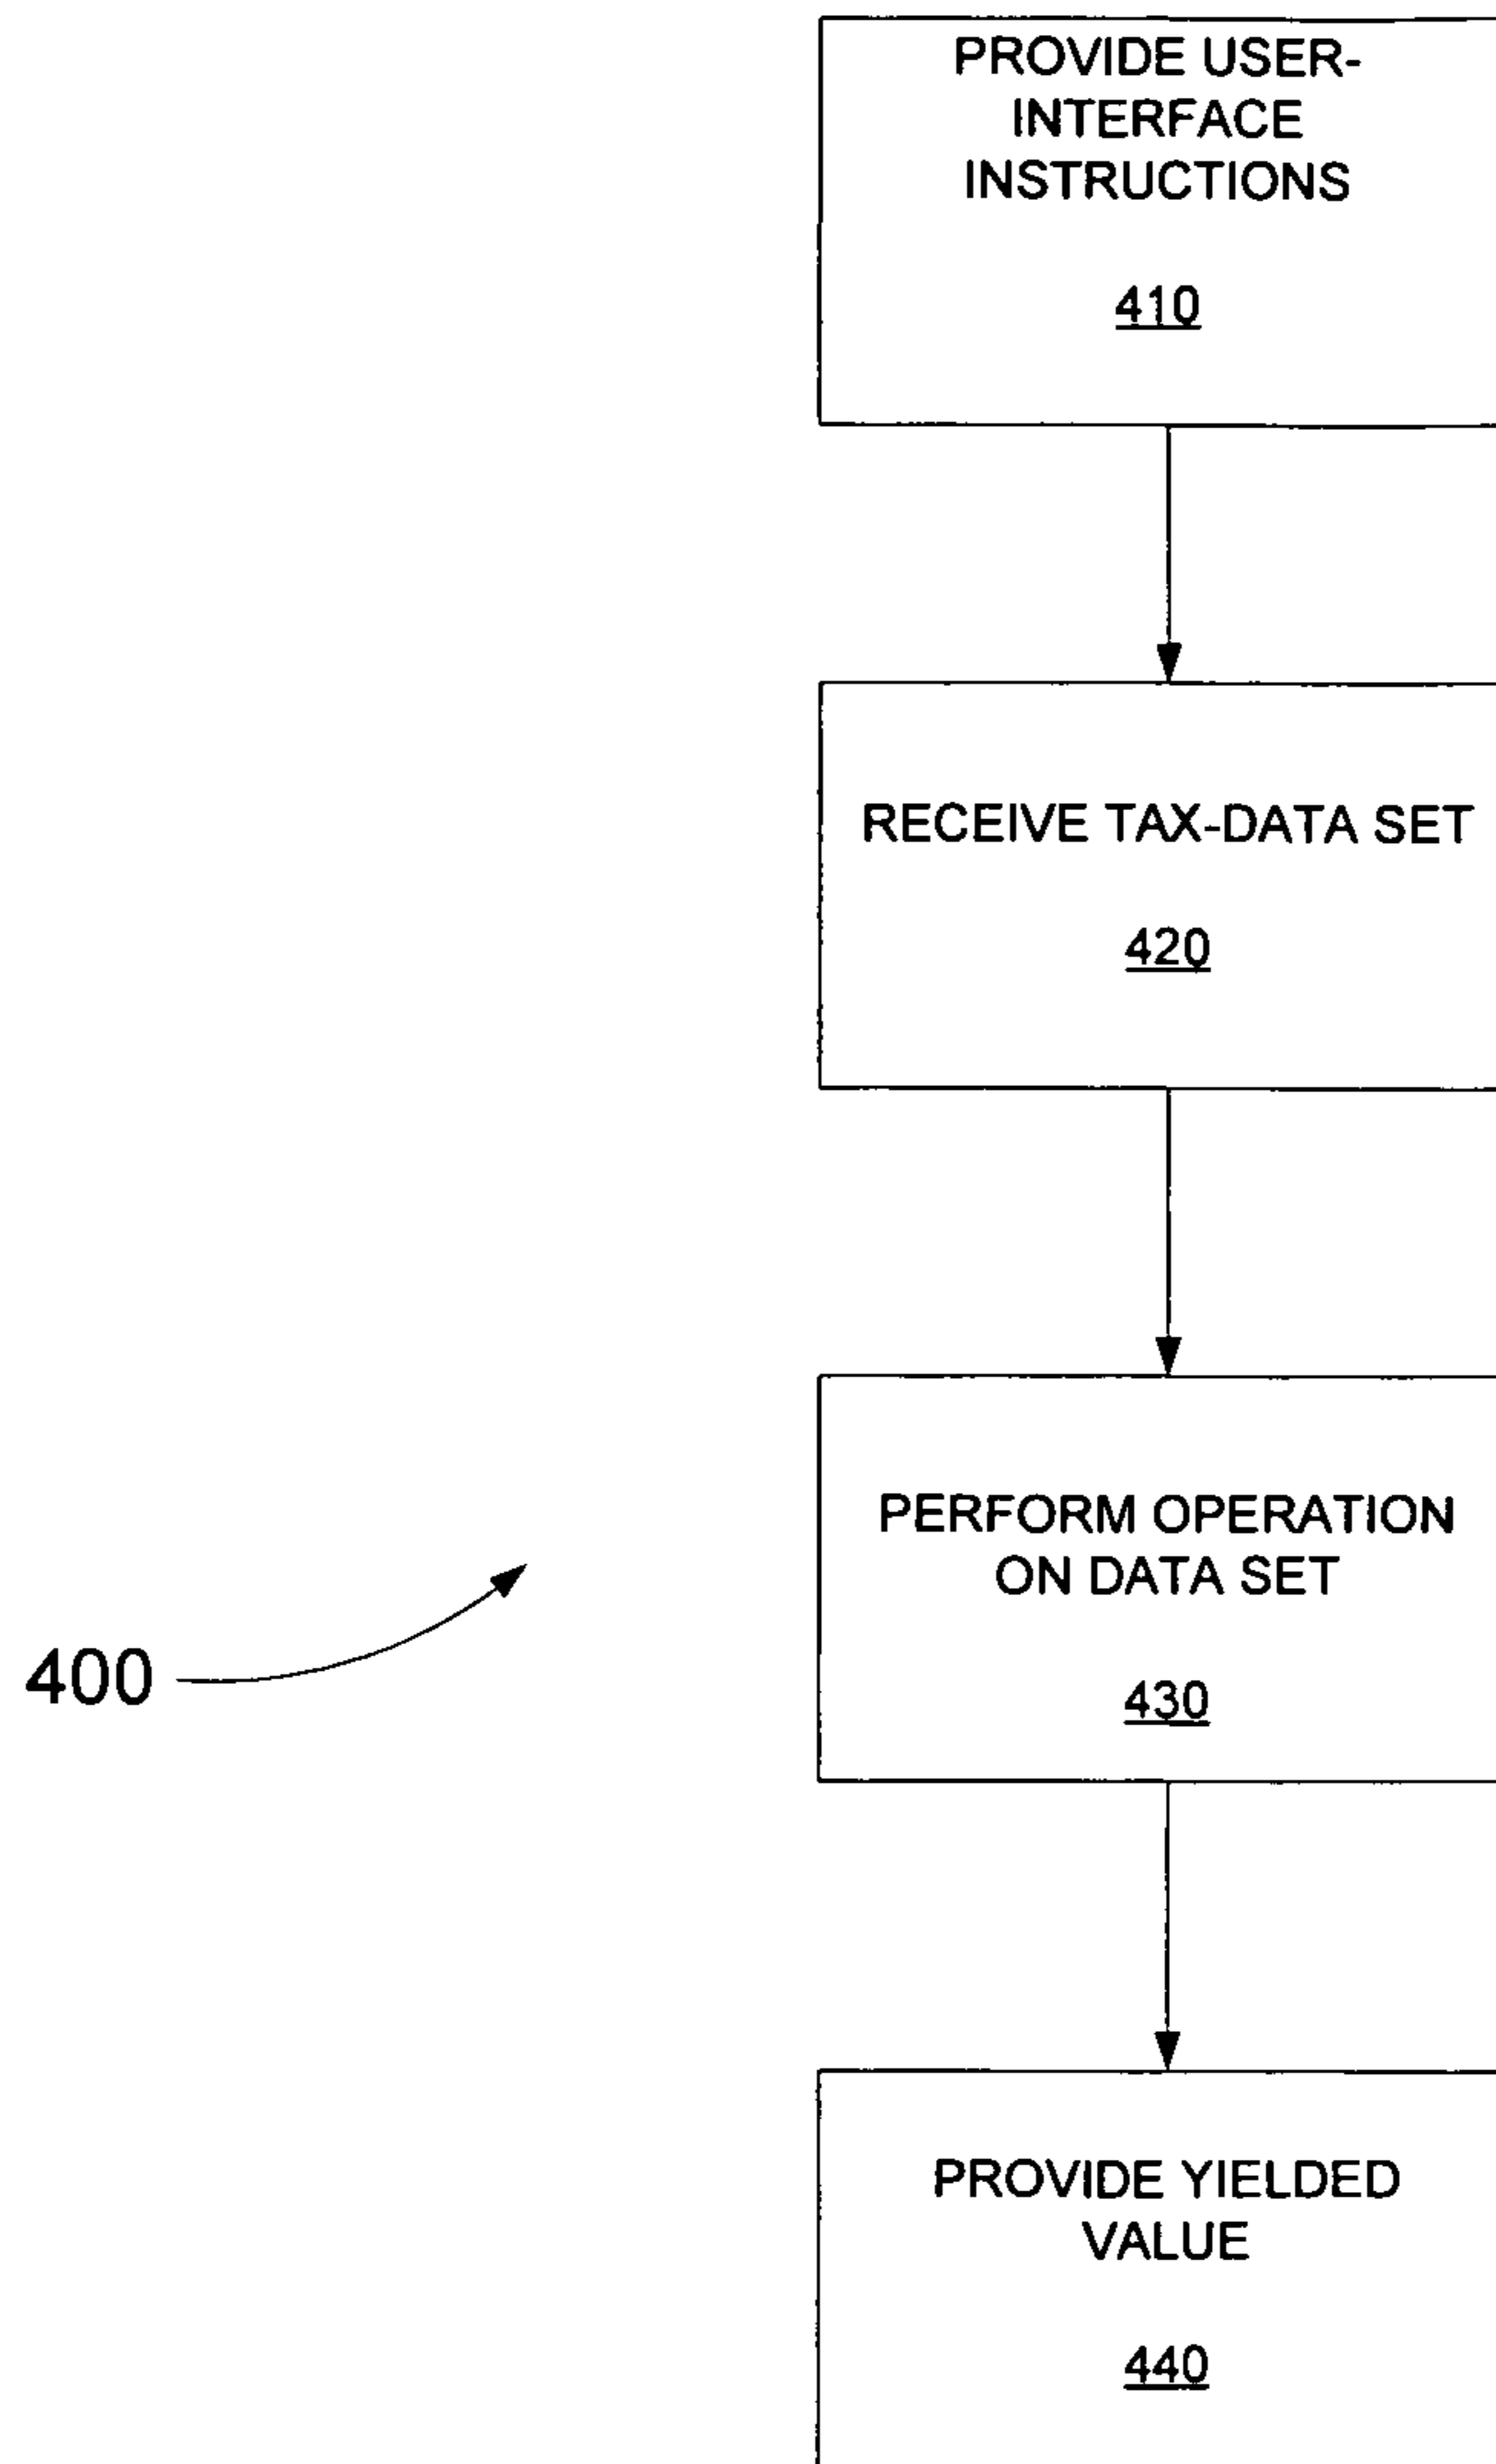 PROVIDE USER-
INTERFACE
INSTRUCTIONS
410
RECEIVE TAX-DATA SET
420
PERFORM OPERATION
ON DATA SET
430
400
PROVIDE YIELDED
VALUE
440